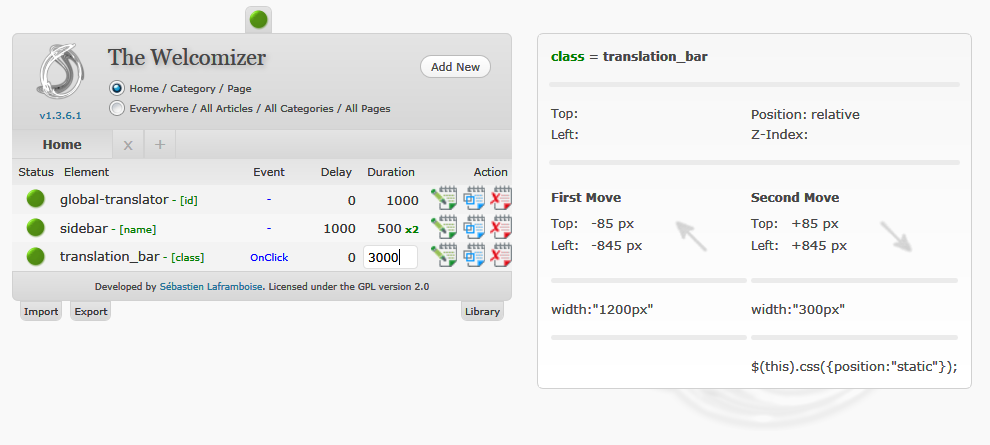 The Welcomizer
Add New
Home / Category / Page
Everywhere / All Articles / All Categories / All Pages
v1.3.6.1
Home x +
Status Element Event Delay Duration Action
global-translator - [id] - 0 1000
sidebar - [name] - 1000 500 x2
translation_bar - [class] OnClick 0 3000
Developed by Sébastien Laframboise. Licensed under the GPL version 2.0
Import Export Library
class = translation_bar
Top: Position: relative
Left: Z-Index:
First Move Second Move
Top: -85 px Top: +85 px
Left: -845 px Left: +845 px
width:"1200px" width:"300px"
$(this).css({position:"static"});